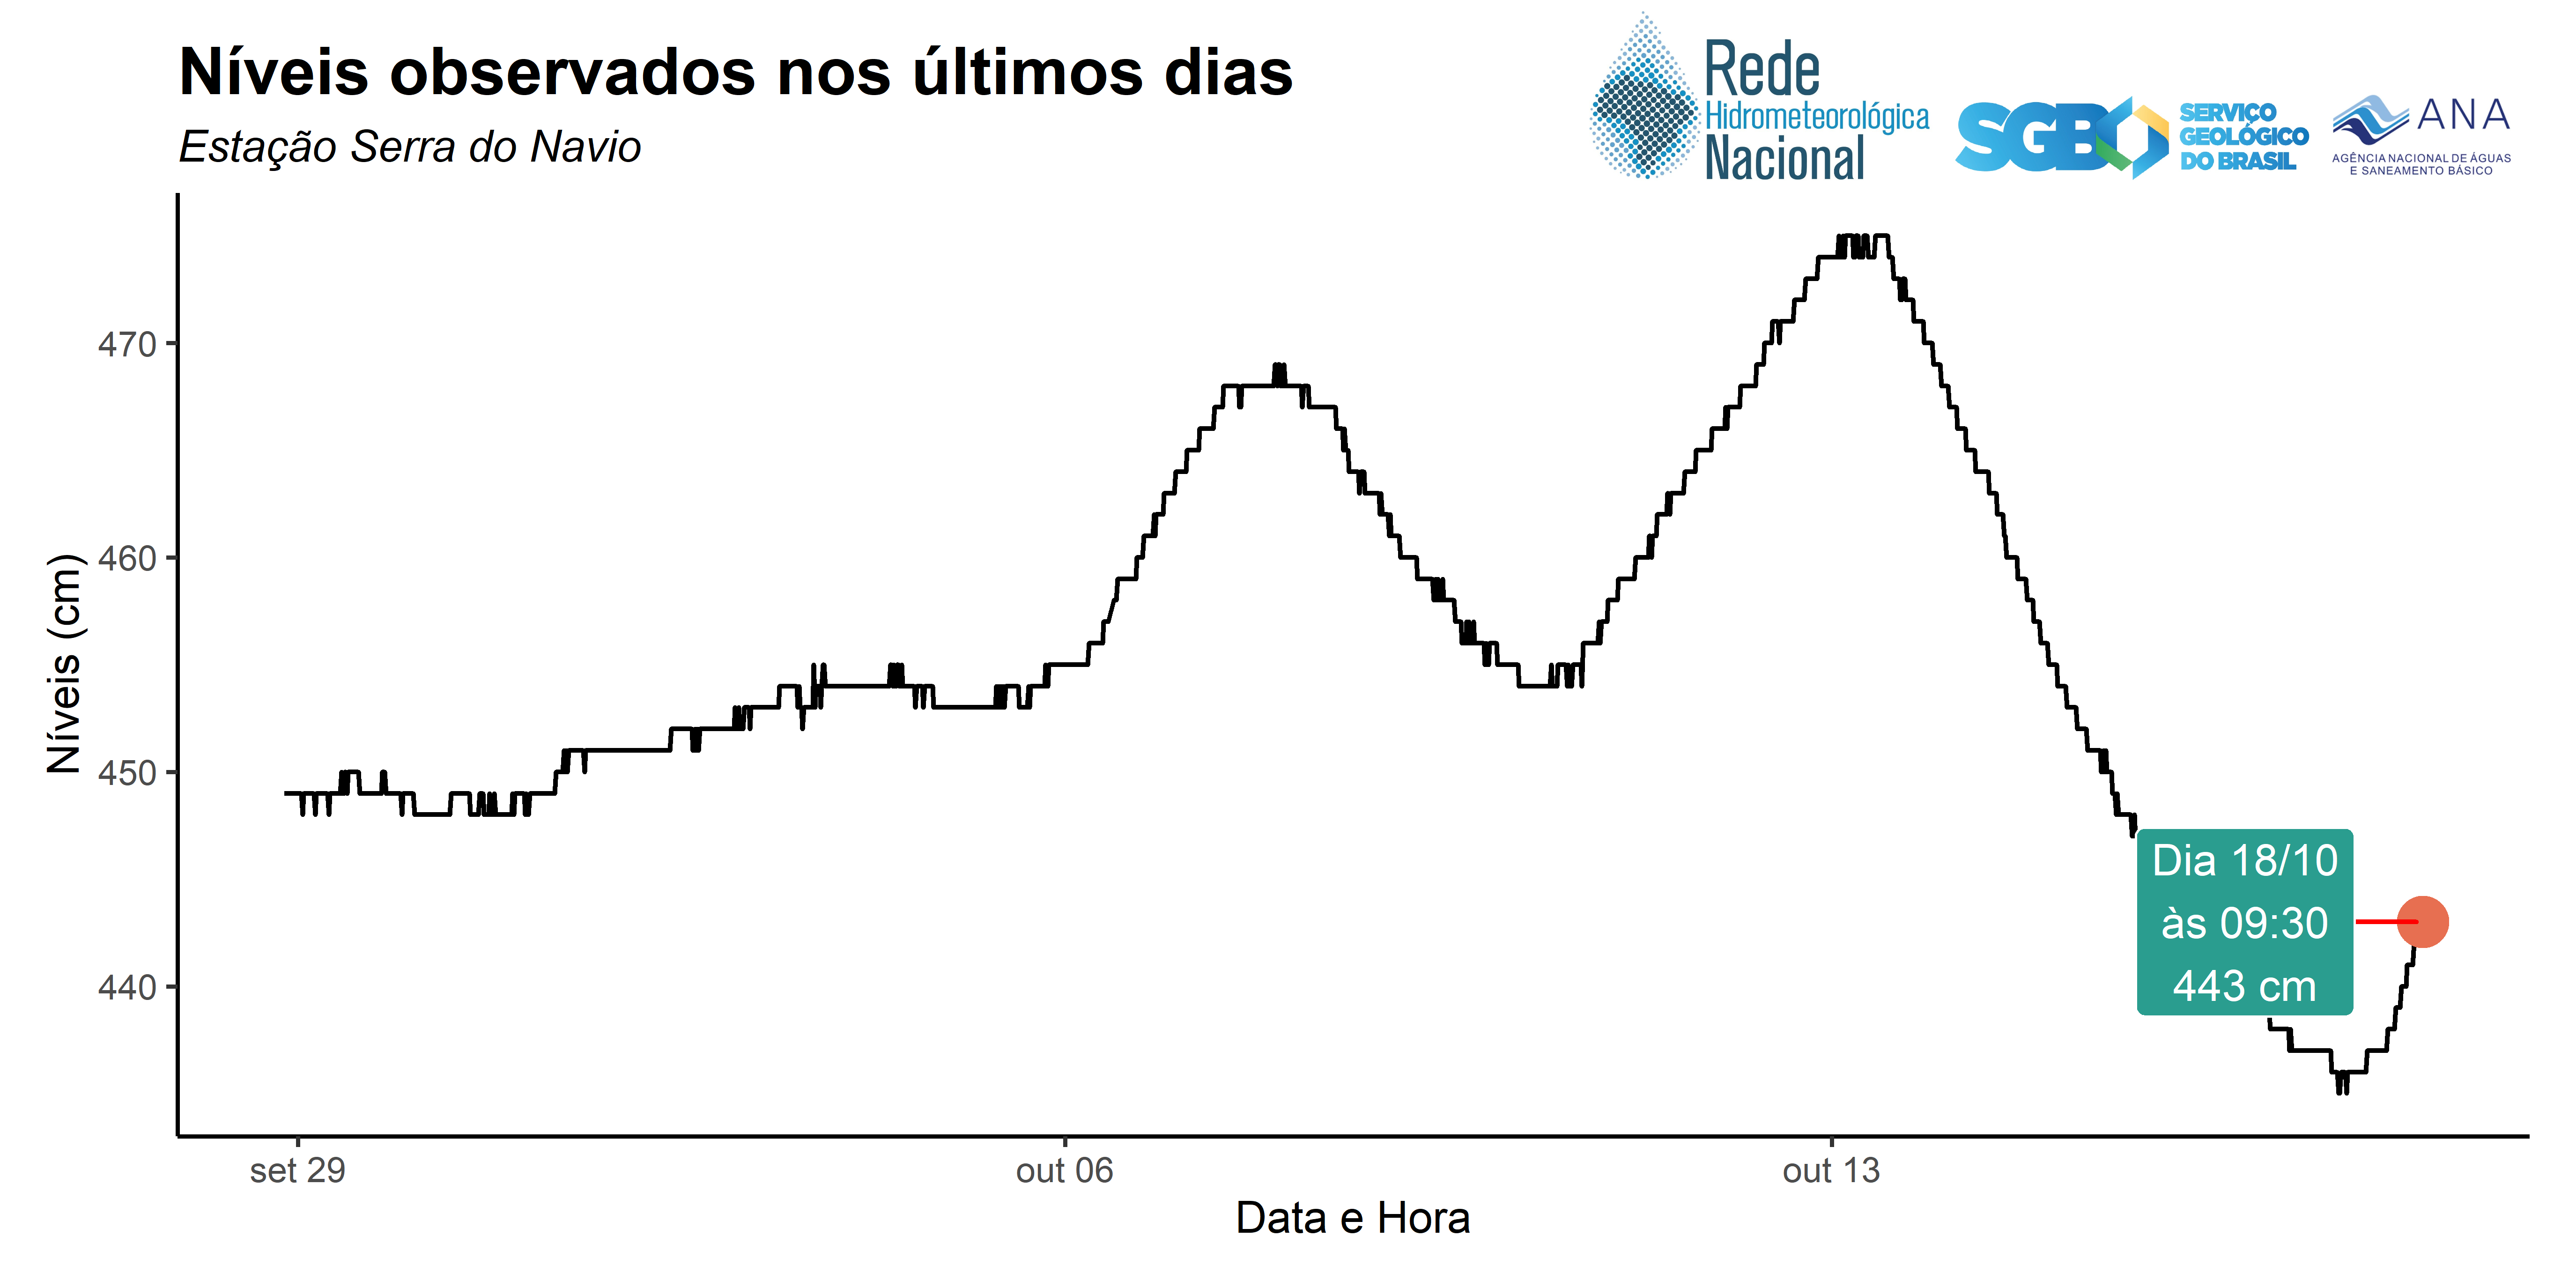 Níveis observados nos últimos dias
Estação Serra do Navio
Rede
Hidrometeorológica
Nacional
SGB
SERVIÇO
GEOLÓGICO
DO BRASIL
ANA
AGÊNCIA NACIONAL DE ÁGUAS
E SANEAMENTO BÁSICO
Níveis (cm)
470
460
450
440
Dia 18/10
às 09:30
443 cm
set 29
out 06
out 13
Data e Hora